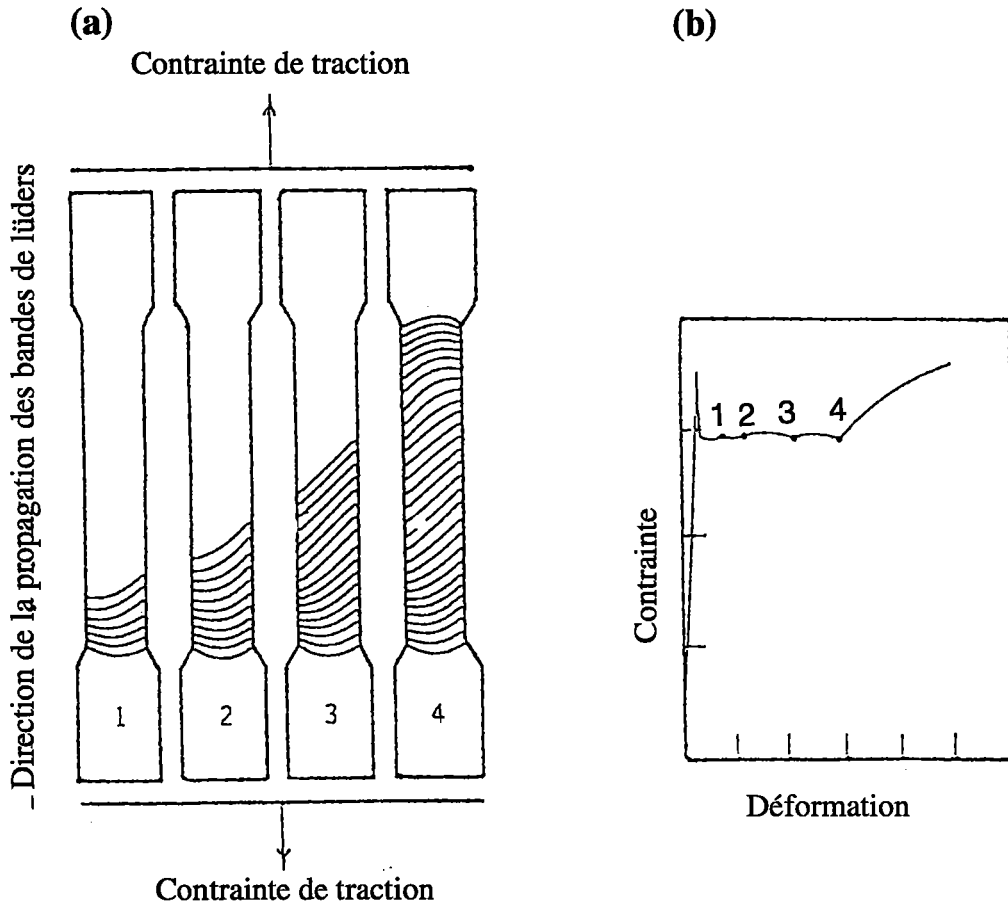 (a)
Contrainte de traction
Direction de la propagation des bandes de lüders
1 2 3 4
Contrainte de traction
(b)
1 2 3 4
Contrainte
Déformation